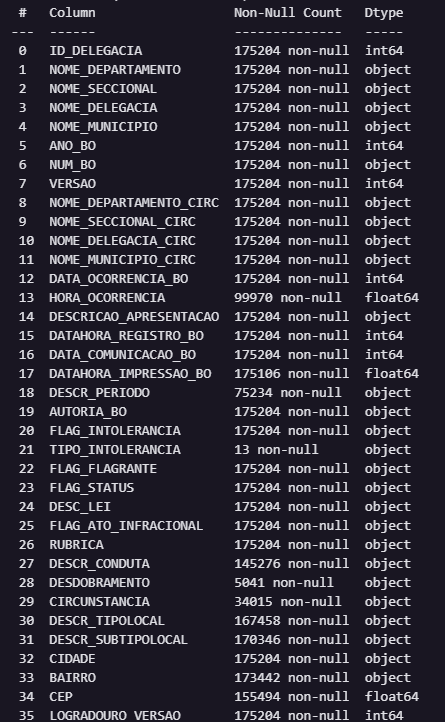 #   Column                  Non-Null Count   Dtype
---  ------                  --------------   -----
0   ID_DELEGACIA            175204 non-null  int64
1   NOME_DEPARTAMENTO       175204 non-null  object
2   NOME_SECCIONAL          175204 non-null  object
3   NOME_DELEGACIA          175204 non-null  object
4   NOME_MUNICIPIO          175204 non-null  object
5   ANO_BO                  175204 non-null  int64
6   NUM_BO                  175204 non-null  object
7   VERSAO                  175204 non-null  int64
8   NOME_DEPARTAMENTO_CIRC  175204 non-null  object
9   NOME_SECCIONAL_CIRC     175204 non-null  object
10  NOME_DELEGACIA_CIRC     175204 non-null  object
11  NOME_MUNICIPIO_CIRC     175204 non-null  object
12  DATA_OCORRENCIA_BO      175204 non-null  int64
13  HORA_OCORRENCIA         99970 non-null   float64
14  DESCRICAO_APRESENTACAO  175204 non-null  object
15  DATAHORA_REGISTRO_BO    175204 non-null  int64
16  DATA_COMUNICACAO_BO     175204 non-null  int64
17  DATAHORA_IMPRESSAO_BO   175106 non-null  float64
18  DESCR_PERIODO           75234 non-null   object
19  AUTORIA_BO              175204 non-null  object
20  FLAG_INTOLERANCIA       175204 non-null  object
21  TIPO_INTOLERANCIA       13 non-null      object
22  FLAG_FLAGRANTE          175204 non-null  object
23  FLAG_STATUS             175204 non-null  object
24  DESC_LEI                175204 non-null  object
25  FLAG_ATO_INFRACIONAL    175204 non-null  object
26  RUBRICA                 175204 non-null  object
27  DESCR_CONDUTA           145276 non-null  object
28  DESDOBRAMENTO           5041 non-null    object
29  CIRCUNSTANCIA           34015 non-null   object
30  DESCR_TIPOLOCAL         167458 non-null  object
31  DESCR_SUBTIPOLOCAL      170346 non-null  object
32  CIDADE                  175204 non-null  object
33  BAIRRO                  173442 non-null  object
34  CEP                     155494 non-null  float64
35  LOGRADOURO_VERSAO       175204 non-null  int64